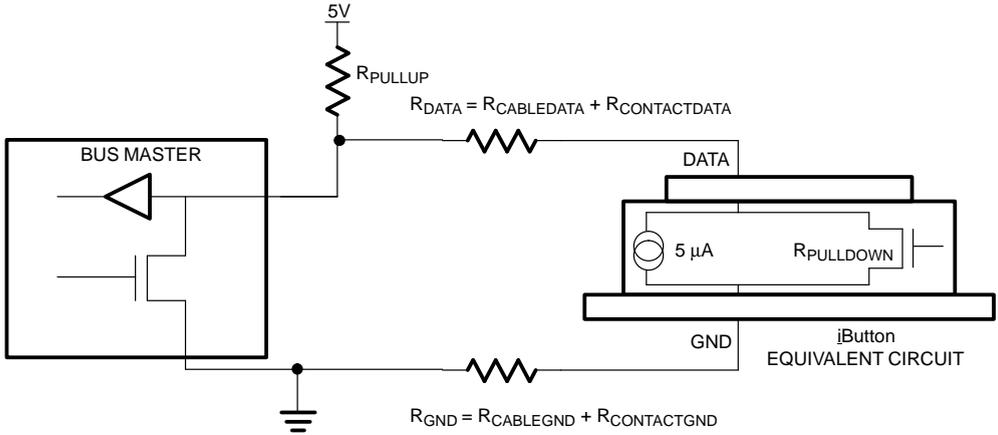 5V
RPULLUP
RDATA = RCABLEDATA + RCONTACTDATA
BUS MASTER
DATA
5 μA
RPULLDOWN
GND
iButton
EQUIVALENT CIRCUIT
RGND = RCABLEGND + RCONTACTGND